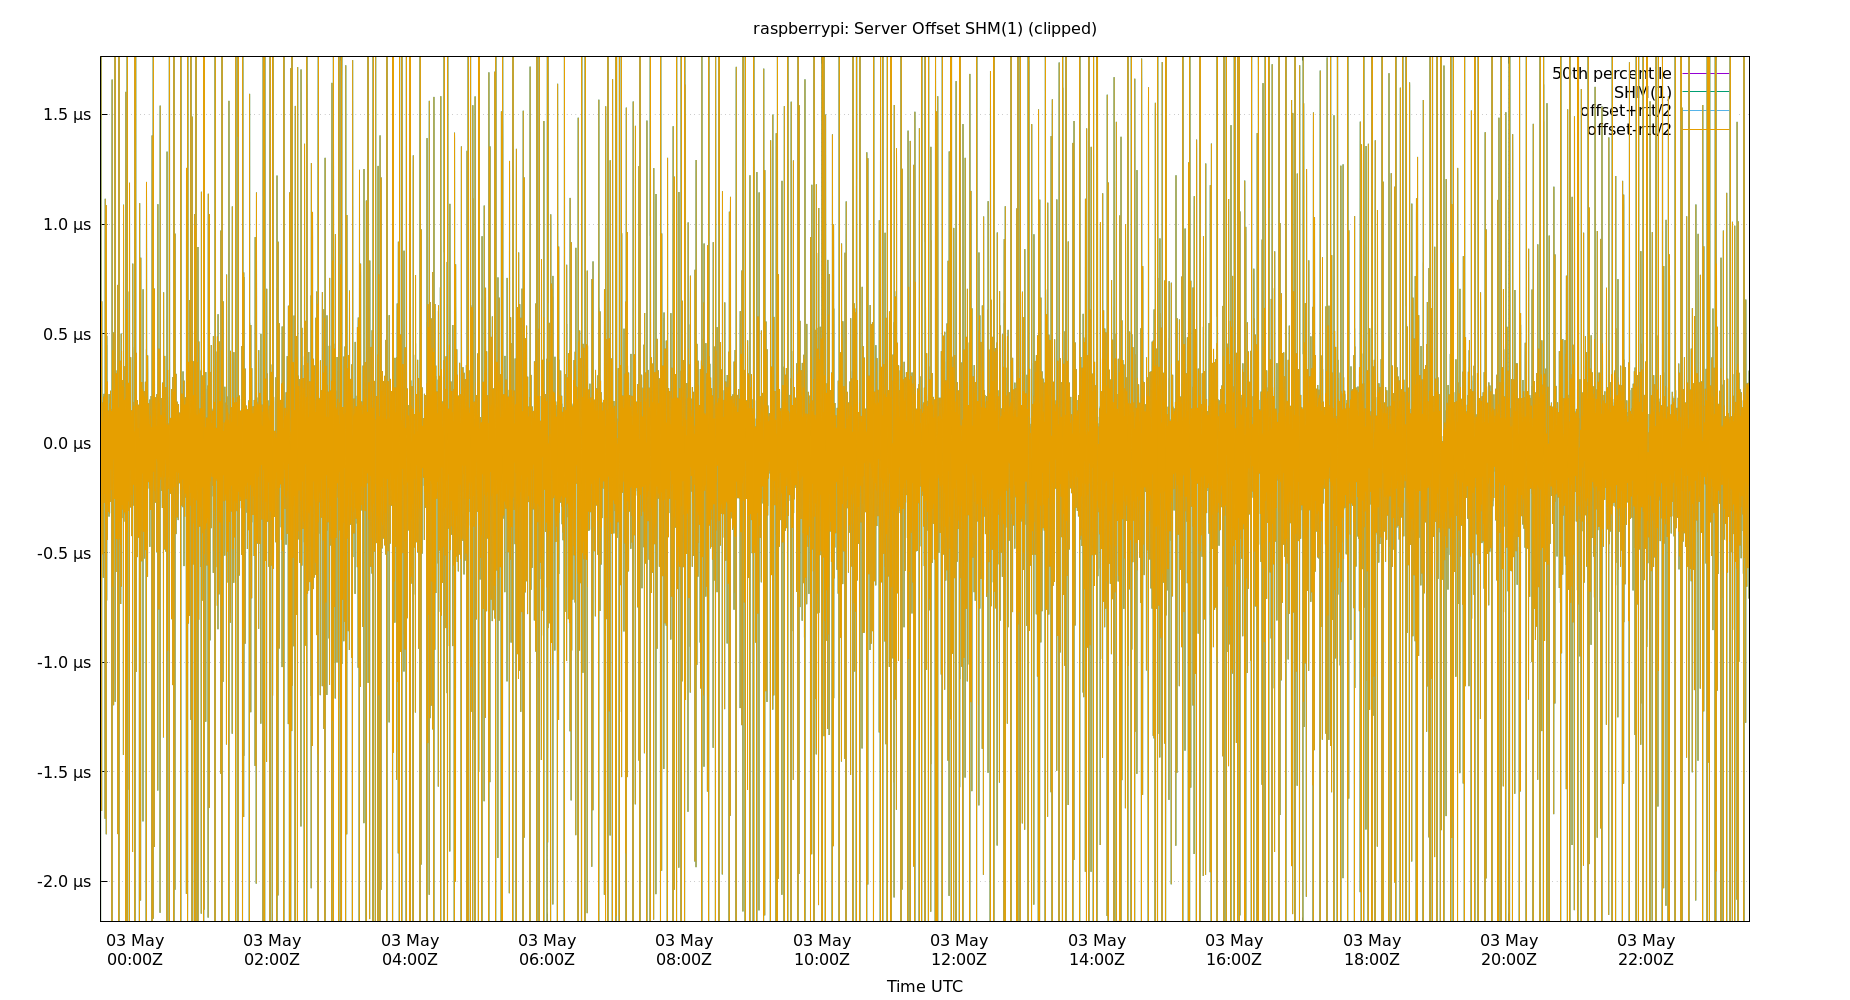 raspberrypi: Server Offset SHM(1) (clipped)
50th percentile
SHM(1)
offset+rtt/2
offset-rtt/2
1.5 µs
1.0 µs
0.5 µs
0.0 µs
-0.5 µs
-1.0 µs
-1.5 µs
-2.0 µs
03 May 03 May 03 May 03 May 03 May 03 May 03 May 03 May 03 May 03 May 03 May 03 May
00:00Z 02:00Z 04:00Z 06:00Z 08:00Z 10:00Z 12:00Z 14:00Z 16:00Z 18:00Z 20:00Z 22:00Z
Time UTC